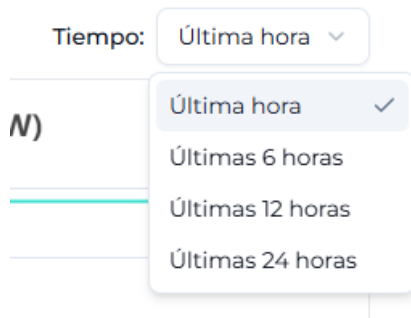 Tiempo: Última hora
Última hora
W)
Últimas 6 horas
Últimas 12 horas
Últimas 24 horas